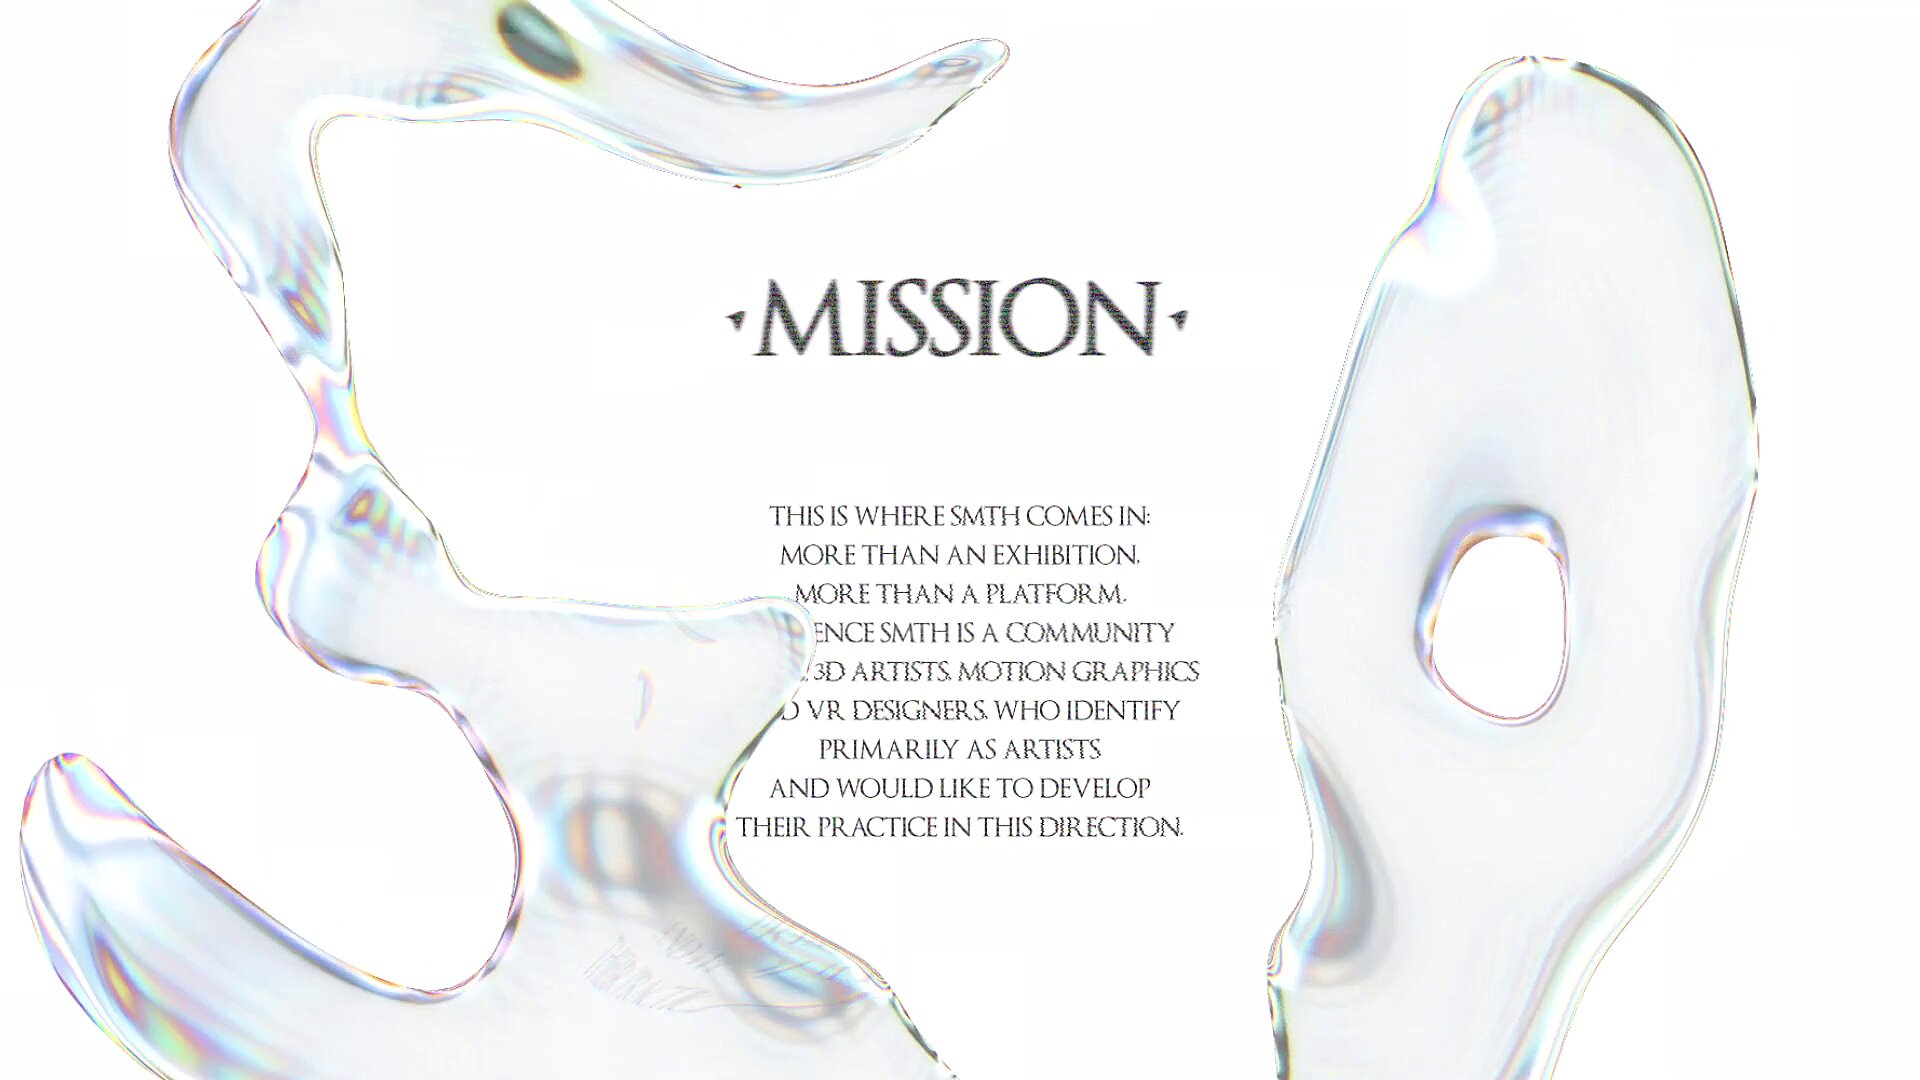 MISSION
THIS IS WHERE SMTH COMES IN:
MORE THAN AN EXHIBITION,
MORE THAN A PLATFORM.
ENCE SMTH IS A COMMUNITY
3D ARTISTS, MOTION GRAPHICS
D VR DESIGNERS, WHO IDENTIFY
PRIMARILY AS ARTISTS
AND WOULD LIKE TO DEVELOP
THEIR PRACTICE IN THIS DIRECTION.